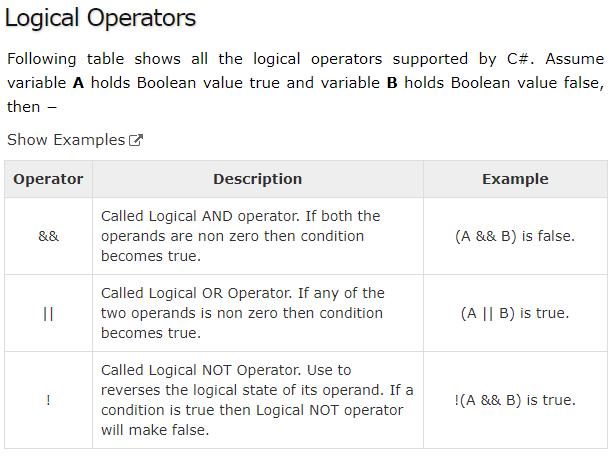 Logical Operators
Following table shows all the logical operators supported by C#. Assume
variable A holds Boolean value true and variable B holds Boolean value false,
then −
Show Examples
Operator Description Example
&& Called Logical AND operator. If both the
operands are non zero then condition
becomes true. (A && B) is false.
|| Called Logical OR Operator. If any of the
two operands is non zero then condition
becomes true. (A || B) is true.
! Called Logical NOT Operator. Use to
reverses the logical state of its operand. If a
condition is true then Logical NOT operator
will make false. !(A && B) is true.